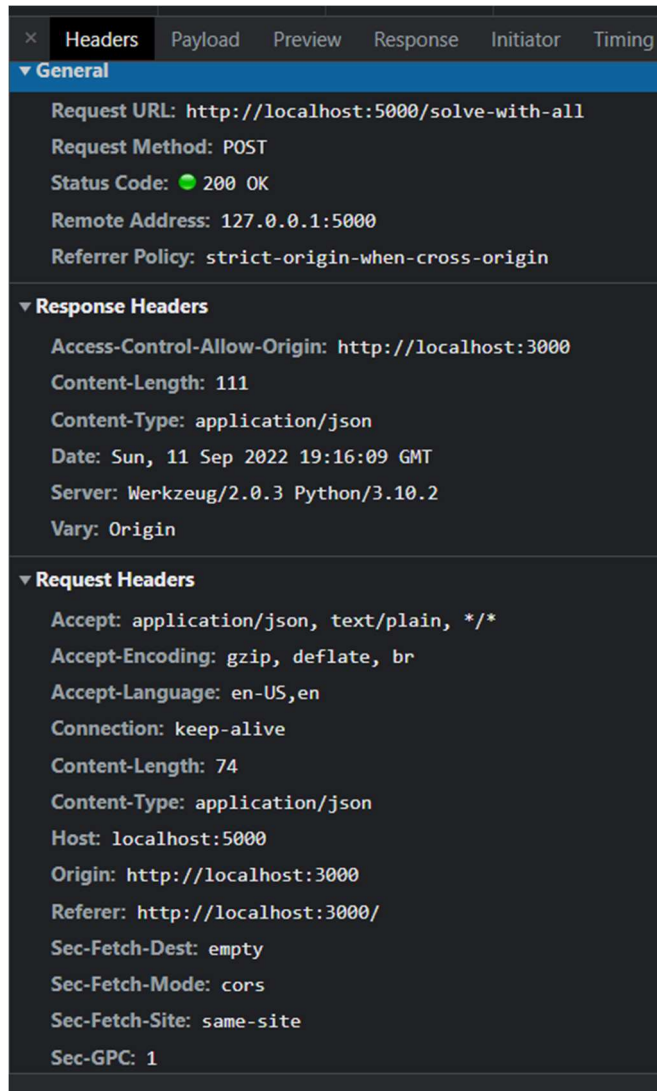 × Headers Payload Preview Response Initiator Timing
▼ General
Request URL: http://localhost:5000/solve-with-all
Request Method: POST
Status Code: 200 OK
Remote Address: 127.0.0.1:5000
Referrer Policy: strict-origin-when-cross-origin
▼ Response Headers
Access-Control-Allow-Origin: http://localhost:3000
Content-Length: 111
Content-Type: application/json
Date: Sun, 11 Sep 2022 19:16:09 GMT
Server: Werkzeug/2.0.3 Python/3.10.2
Vary: Origin
▼ Request Headers
Accept: application/json, text/plain, */*
Accept-Encoding: gzip, deflate, br
Accept-Language: en-US,en
Connection: keep-alive
Content-Length: 74
Content-Type: application/json
Host: localhost:5000
Origin: http://localhost:3000
Referer: http://localhost:3000/
Sec-Fetch-Dest: empty
Sec-Fetch-Mode: cors
Sec-Fetch-Site: same-site
Sec-GPC: 1